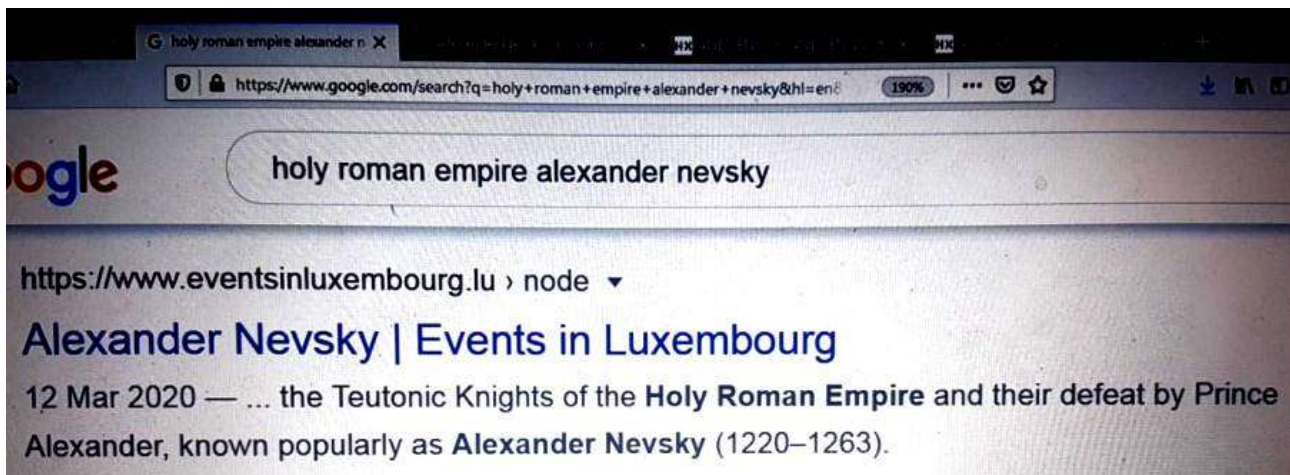 G holy roman empire alexander n X
https://www.google.com/search?q=holy+roman+empire+alexander+nevsky&hl=en& 190%
ogle holy roman empire alexander nevsky
https://www.eventsinluxembourg.lu › node
Alexander Nevsky | Events in Luxembourg
12 Mar 2020 — ... the Teutonic Knights of the Holy Roman Empire and their defeat by Prince
Alexander, known popularly as Alexander Nevsky (1220–1263).